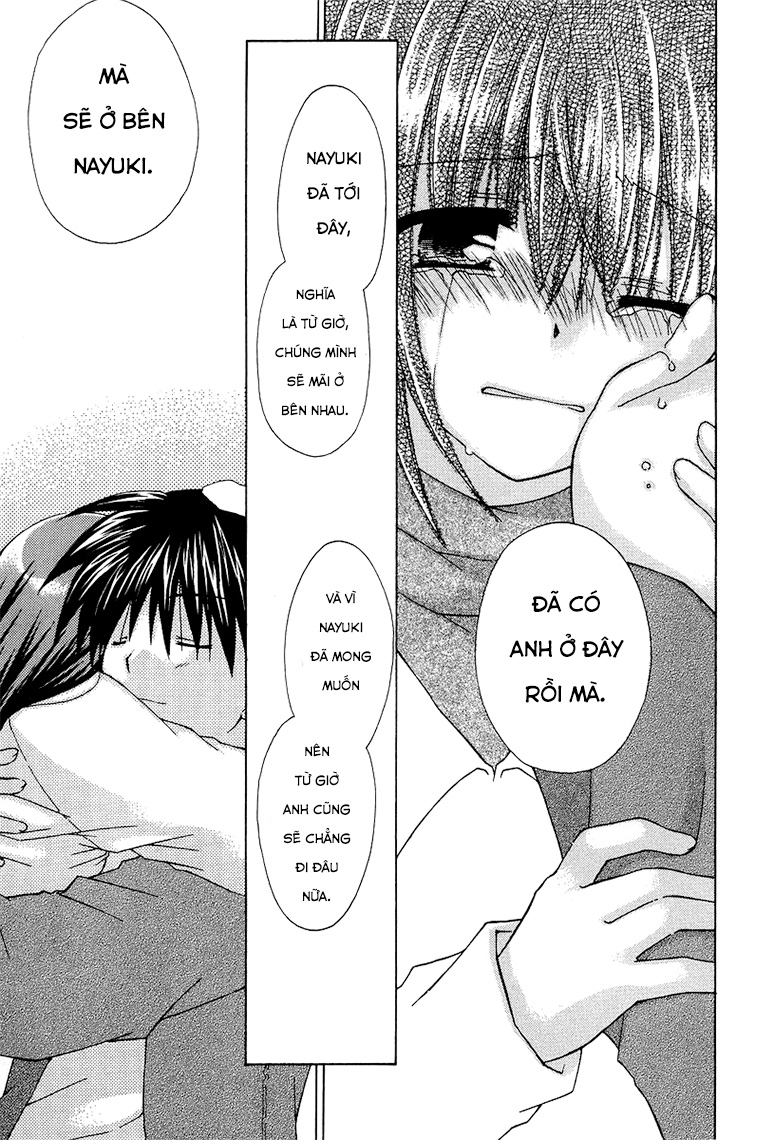 ĐÃ CÓ
ANH Ở ĐÂY
RỒI MÀ.
NAYUKI
ĐÃ TỚI
ĐÂY,
NGHĨA
LÀ TỪ GIỜ,
CHÚNG MÌNH
SẼ MÃI Ở
BÊN NHAU.
VÀ VÌ
NAYUKI
ĐÃ MONG
MUỐN
NÊN
TỪ GIỜ
ANH CŨNG
SẼ CHẲNG
ĐI ĐÂU
NỮA.
MÀ
SẼ Ở BÊN
NAYUKI.